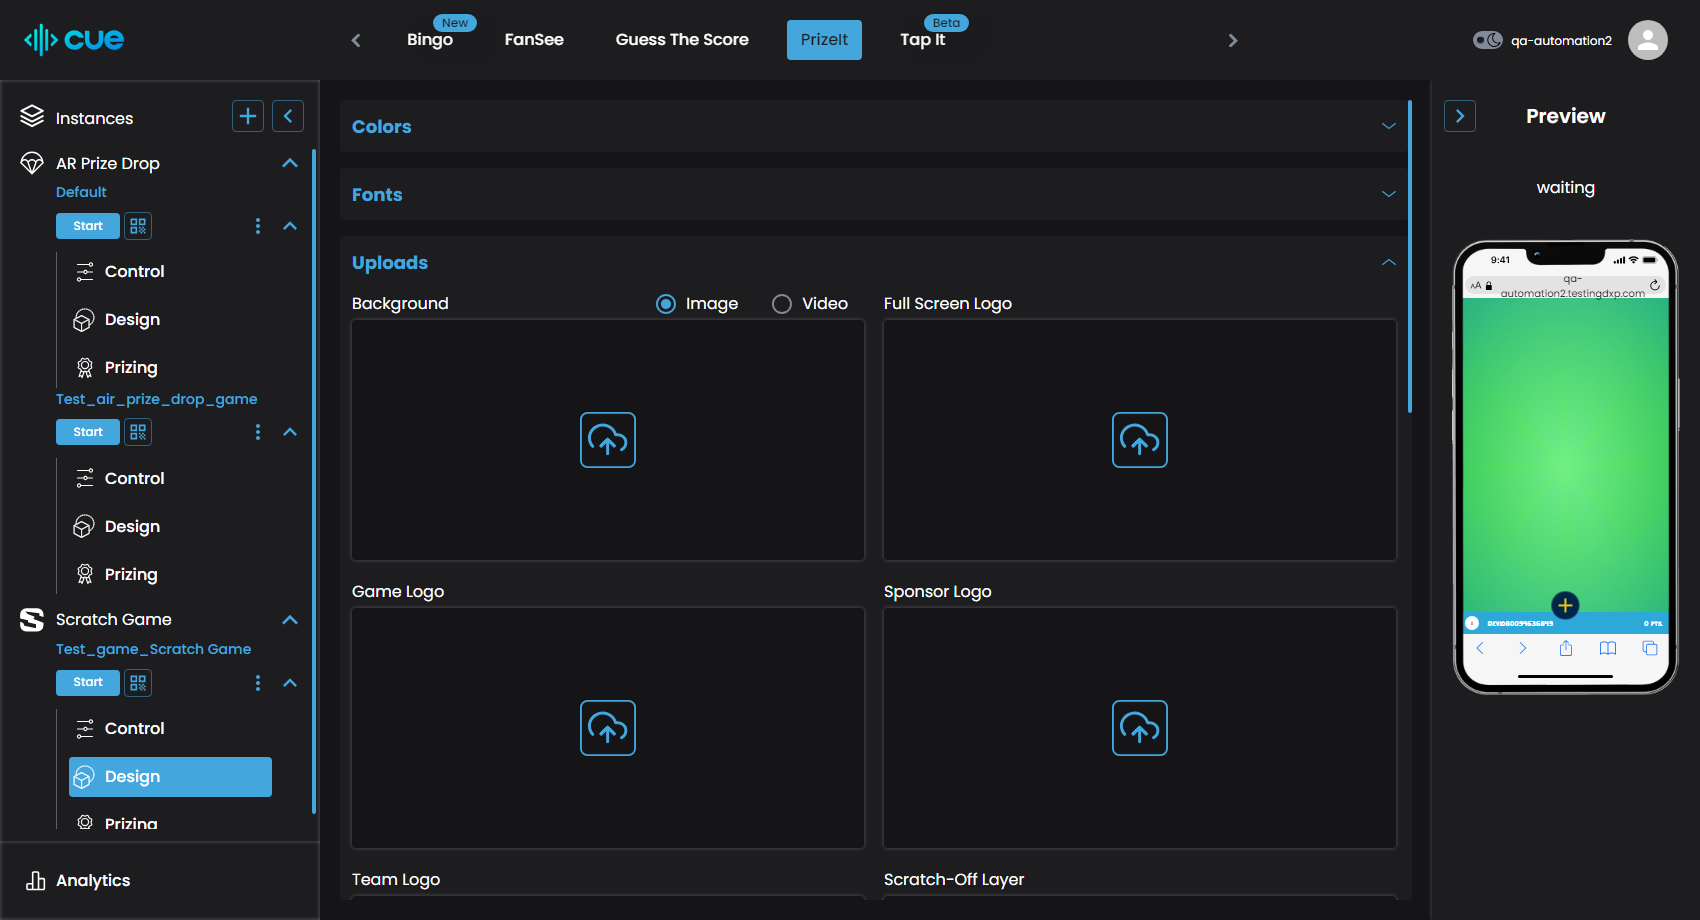 cue
New
Bingo
FanSee
Guess The Score
PrizeIt
Beta
Tap It
qa-automation2
Instances
AR Prize Drop
Default
Start
Control
Design
Prizing
Test_air_prize_drop_game
Start
Control
Design
Prizing
Scratch Game
Test_game_Scratch Game
Start
Control
Design
Prizing
Analytics
Colors
Fonts
Uploads
Background
Image
Video
Full Screen Logo
Game Logo
Sponsor Logo
Team Logo
Scratch-Off Layer
Preview
waiting
9:41
AA
qa-
automation2.testingdxp.com
0 PTS.